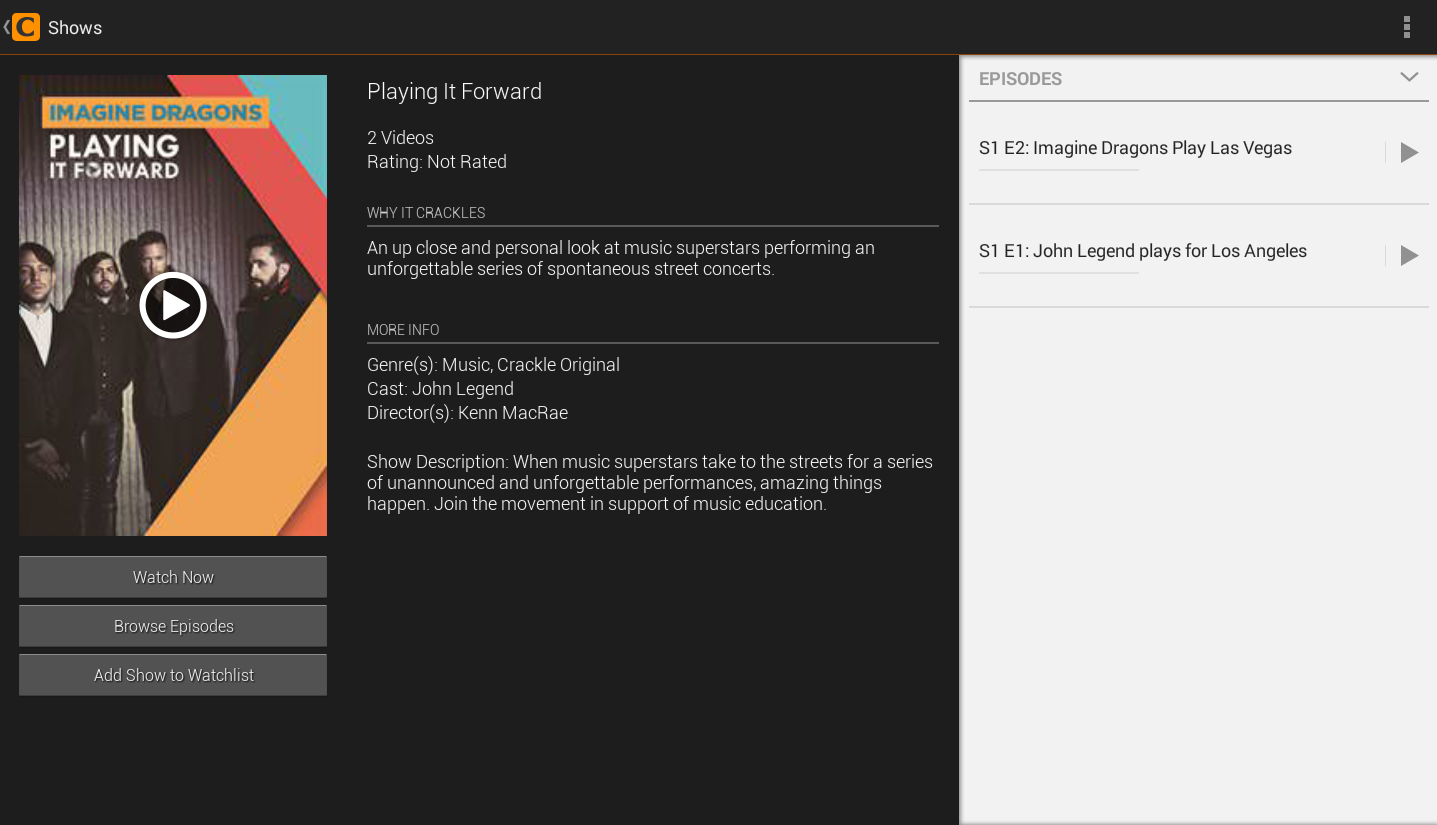 C Shows
IMAGINE DRAGONS
PLAYING
IT FORWARD
Watch Now
Browse Episodes
Add Show to Watchlist
Playing It Forward
2 Videos
Rating: Not Rated
WHY IT CRACKLES
An up close and personal look at music superstars performing an
unforgettable series of spontaneous street concerts.
MORE INFO
Genre(s): Music, Crackle Original
Cast: John Legend
Director(s): Kenn MacRae
Show Description: When music superstars take to the streets for a series
of unannounced and unforgettable performances, amazing things
happen. Join the movement in support of music education.
EPISODES
S1 E2: Imagine Dragons Play Las Vegas
S1 E1: John Legend plays for Los Angeles